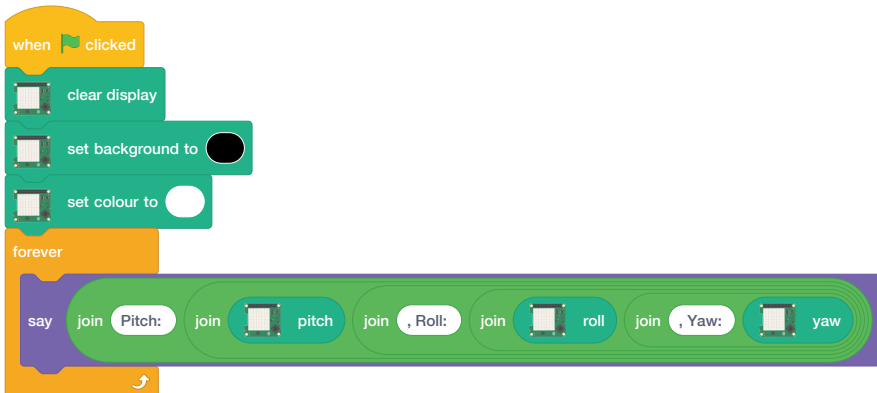 when clicked
clear display
set background to
set colour to
forever
say join Pitch: join pitch join , Roll: join roll join , Yaw: yaw